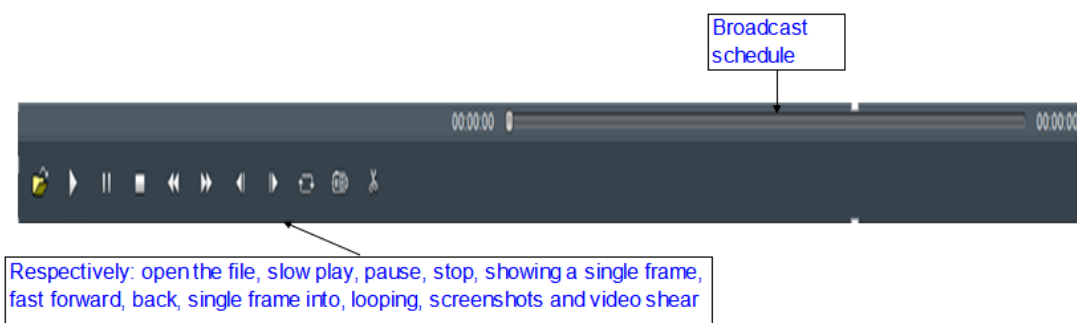 Broadcast
schedule
00:00:00 00:00:00
Respectively: open the file, slow play, pause, stop, showing a single frame,
fast forward, back, single frame into, looping, screenshots and video shear